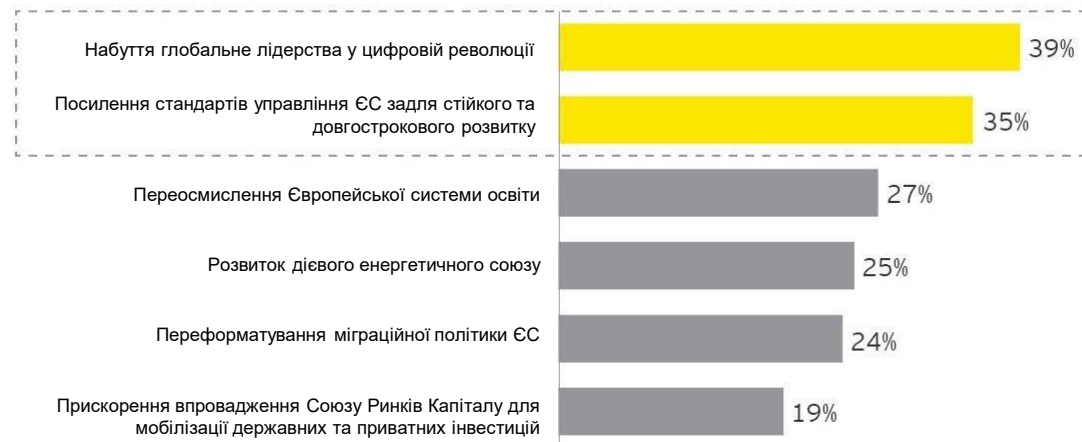 Набуття глобальне лідерства у цифровій революції
39%
Посилення стандартів управління ЄС задля стійкого та
довгострокового розвитку
35%
Переосмислення Європейської системи освіти
27%
Розвиток дієвого енергетичного союзу
25%
Переформатування міграційної політики ЄС
24%
Прискорення впровадження Союзу Ринків Капіталу для
мобілізації державних та приватних інвестицій
19%